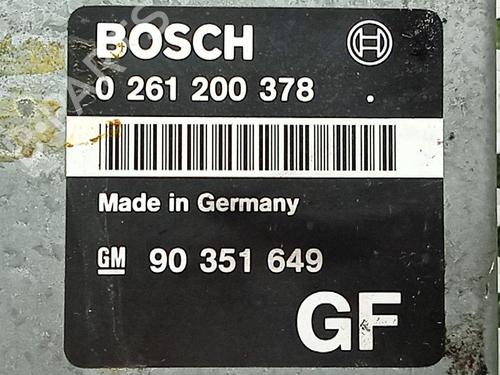 BOSCH
0 261 200 378 .
Made in Germany
GM 90 351 649
GF